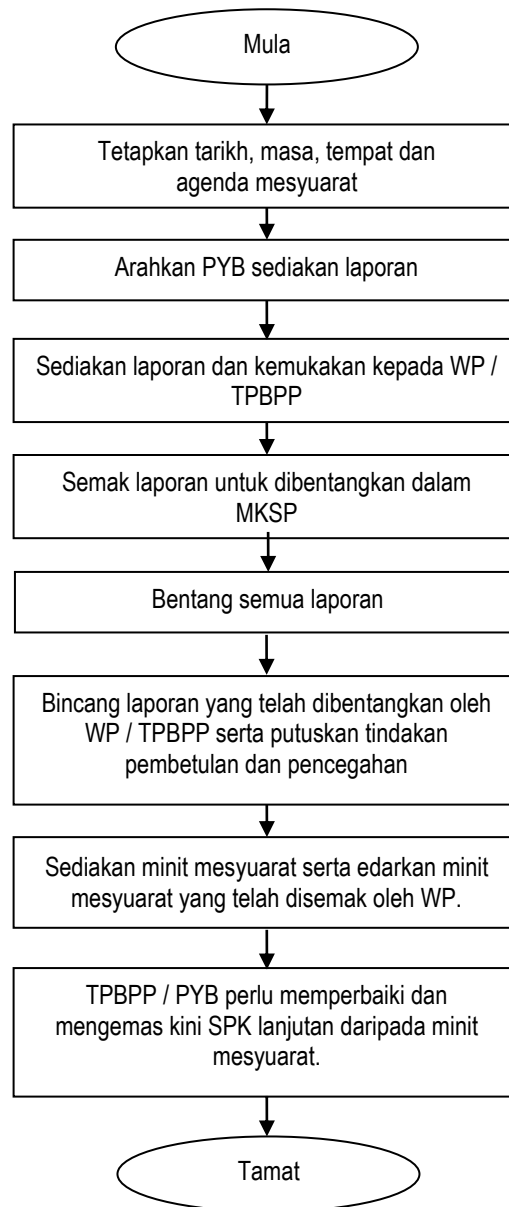 Mula
Tetapkan tarikh, masa, tempat dan
agenda mesyuarat
Arahkan PYB sediakan laporan
Sediakan laporan dan kemukakan kepada WP /
TPBPP
Semak laporan untuk dibentangkan dalam
MKSP
Bentang semua laporan
Bincang laporan yang telah dibentangkan oleh
WP / TPBPP serta putuskan tindakan
pembetulan dan pencegahan
Sediakan minit mesyuarat serta edarkan minit
mesyuarat yang telah disemak oleh WP.
TPBPP / PYB perlu memperbaiki dan
mengemas kini SPK lanjutan daripada minit
mesyuarat.
Tamat